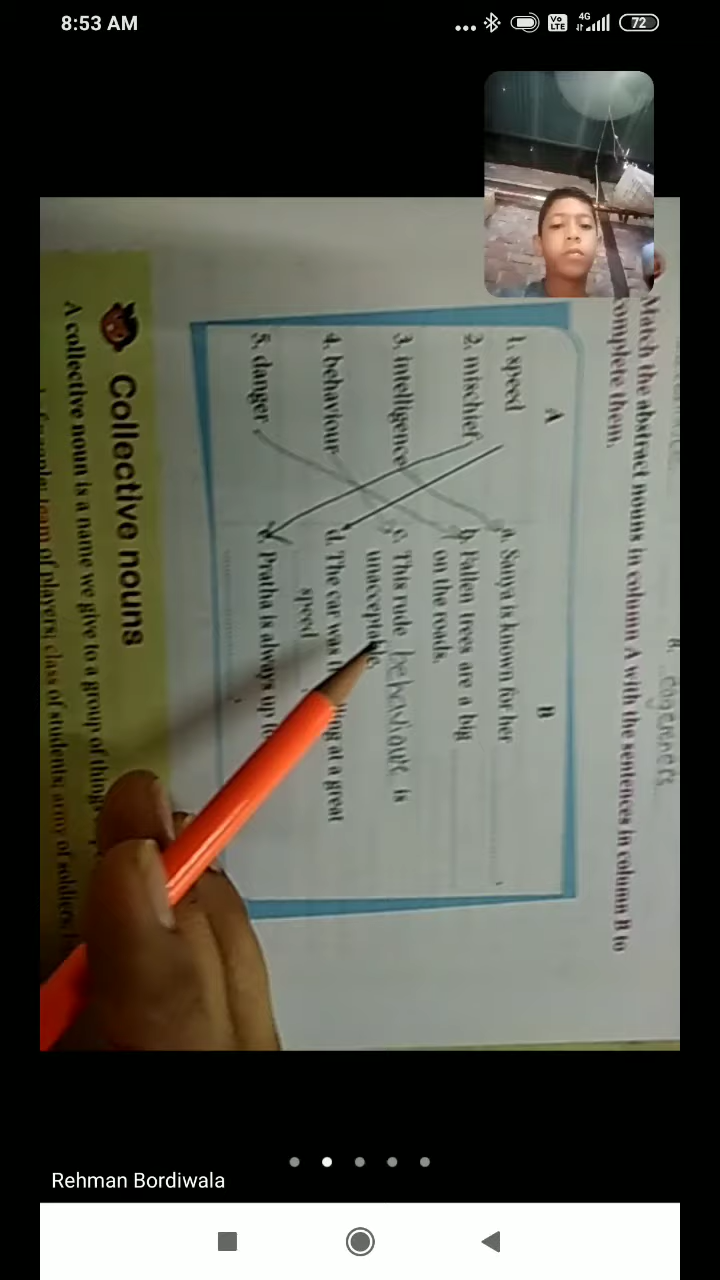 8:53 AM
Vo LTE
4G
72
Match the abstract nouns in column A with the sentences in column B to
complete them.
A
B
1. speed
a. Sanya is known for her
2. mischief
b. Fallen trees are a big
on the roads.
3. intelligence
c. This rude behaviour is
unacceptable.
4. behaviour
d. The car was at a great
speed
5. danger
e. Pratha is always up
Collective nouns
A collective noun is a name we give to a group of things
team of players; class of students; army of soldiers;
Rehman Bordiwala